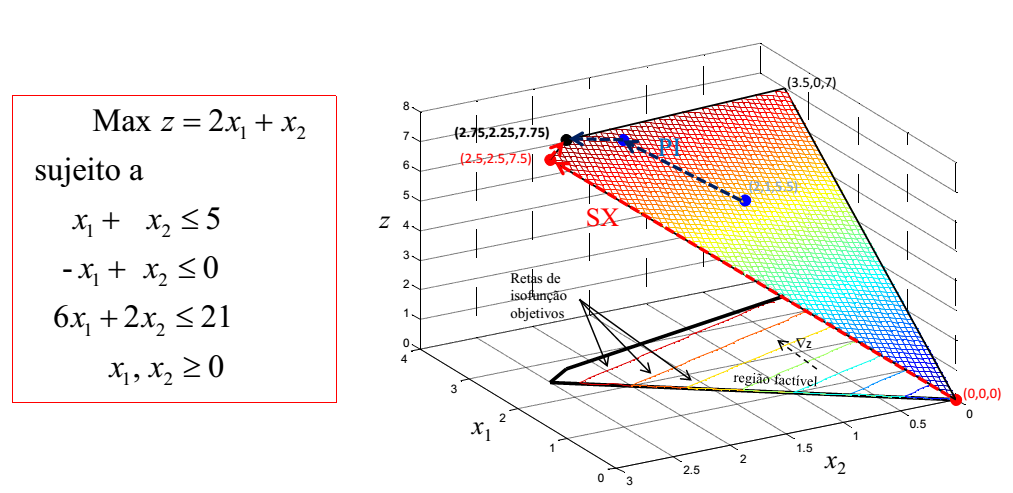 Max z = 2x₁ + x₂
sujeito a
x₁ + x₂ ≤ 5
- x₁ + x₂ ≤ 0
6x₁ + 2x₂ ≤ 21
x₁, x₂ ≥ 0
(3.5,0,7)
8
(2.75,2.25,7.75)
PI
7
(2.5,2.5,7.5)
6
(2,1.5.5)
5
SX
z
4
3
Retas de
isofunção
objetivos
2
1
∇z
0
4
região factível
3
(0,0,0)
0
2
0.5
x₁
1
1
1.5
x₂
2
2.5
0
3